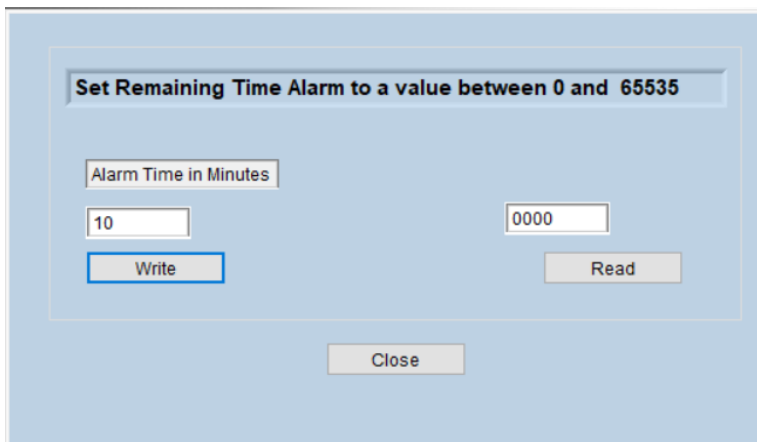 Set Remaining Time Alarm to a value between 0 and 65535
Alarm Time in Minutes
10
0000
Write
Read
Close